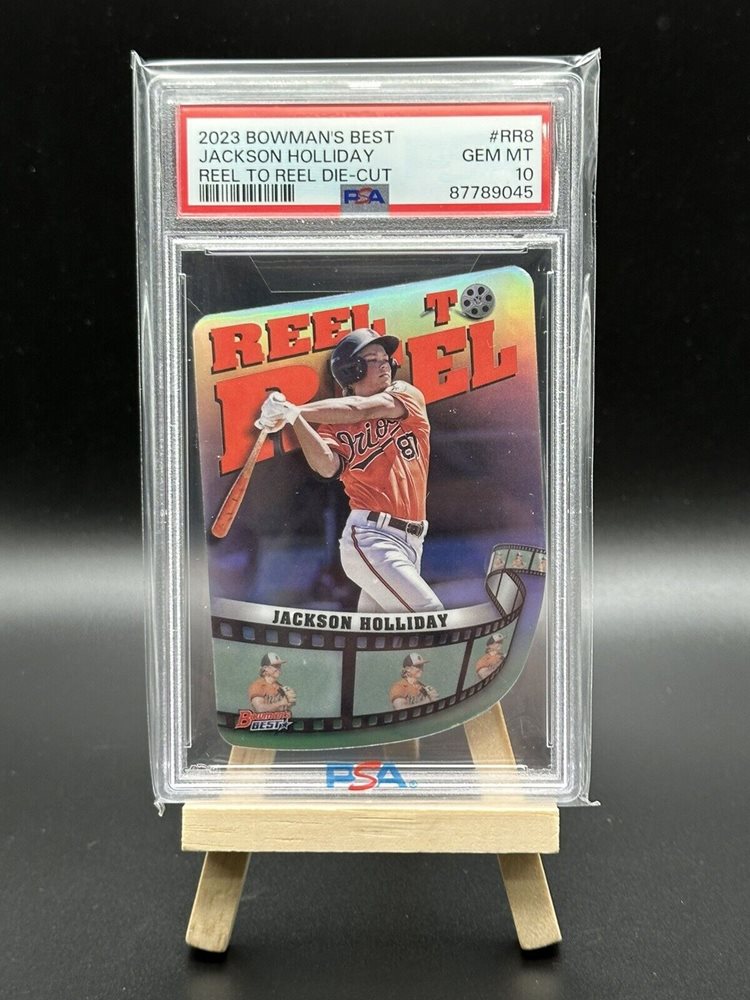 2023 BOWMAN'S BEST #RR8
JACKSON HOLLIDAY GEM MT
REEL TO REEL DIE-CUT 10
PSA 87789045
REEL TO
REEL
Orioles
87
JACKSON HOLLIDAY
BOWMAN'S
BEST
PSA